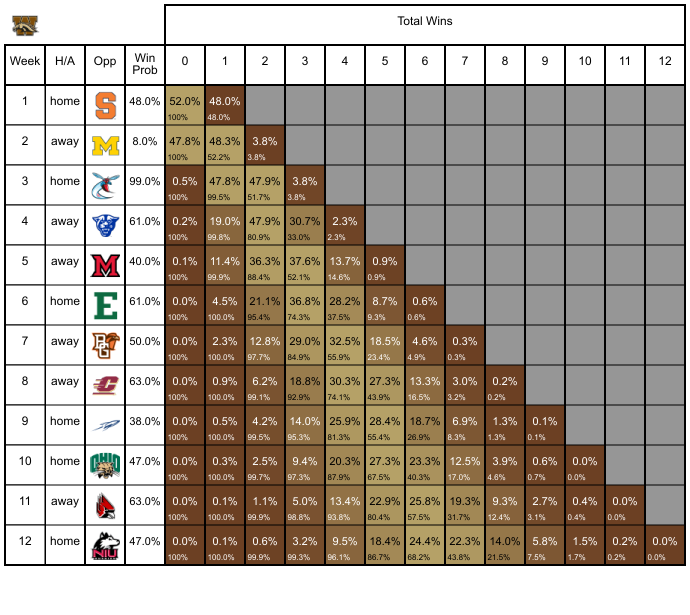 Total Wins
Week H/A Opp Win Prob 0 1 2 3 4 5 6 7 8 9 10 11 12
1 home S 48.0% 52.0% 48.0%
100% 48.0%
2 away M 8.0% 47.8% 48.3% 3.8%
100% 52.2% 3.8%
3 home 99.0% 0.5% 47.8% 47.9% 3.8%
100% 99.5% 51.7% 3.8%
4 away 61.0% 0.2% 19.0% 47.9% 30.7% 2.3%
100% 99.8% 80.9% 33.0% 2.3%
5 away M 40.0% 0.1% 11.4% 36.3% 37.6% 13.7% 0.9%
100% 99.9% 88.4% 52.1% 14.6% 0.9%
6 home E 61.0% 0.0% 4.5% 21.1% 36.8% 28.2% 8.7% 0.6%
100% 100.0% 95.4% 74.3% 37.5% 9.3% 0.6%
7 away BG 50.0% 0.0% 2.3% 12.8% 29.0% 32.5% 18.5% 4.6% 0.3%
100% 100.0% 97.7% 84.9% 55.9% 23.4% 4.9% 0.3%
8 away C 63.0% 0.0% 0.9% 6.2% 18.8% 30.3% 27.3% 13.3% 3.0% 0.2%
100% 100.0% 99.1% 92.9% 74.1% 43.9% 16.5% 3.2% 0.2%
9 home 38.0% 0.0% 0.5% 4.2% 14.0% 25.9% 28.4% 18.7% 6.9% 1.3% 0.1%
100% 100.0% 99.5% 95.3% 81.3% 55.4% 26.9% 8.3% 1.3% 0.1%
10 home OHIO 47.0% 0.0% 0.3% 2.5% 9.4% 20.3% 27.3% 23.3% 12.5% 3.9% 0.6% 0.0%
100% 100.0% 99.7% 97.3% 87.9% 67.5% 40.3% 17.0% 4.6% 0.7% 0.0%
11 away 63.0% 0.0% 0.1% 1.1% 5.0% 13.4% 22.9% 25.8% 19.3% 9.3% 2.7% 0.4% 0.0%
100% 100.0% 99.9% 98.8% 93.8% 80.4% 57.5% 31.7% 12.4% 3.1% 0.4% 0.0%
12 home NIU 47.0% 0.0% 0.1% 0.6% 3.2% 9.5% 18.4% 24.4% 22.3% 14.0% 5.8% 1.5% 0.2% 0.0%
100% 100.0% 99.9% 99.3% 96.1% 86.7% 68.2% 43.8% 21.5% 7.5% 1.7% 0.2% 0.0%